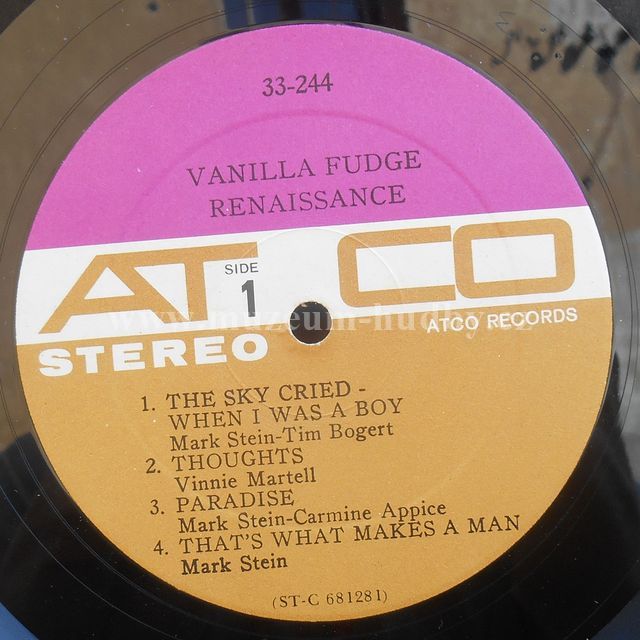 33-244
VANILLA FUDGE
RENAISSANCE
ATCO
SIDE
1
ATCO RECORDS
STEREO
www.muzeum-hudby.cz
1. THE SKY CRIED -
WHEN I WAS A BOY
Mark Stein-Tim Bogert
2. THOUGHTS
Vinnie Martell
3. PARADISE
Mark Stein-Carmine Appice
4. THAT'S WHAT MAKES A MAN
Mark Stein
(ST-C 681281)